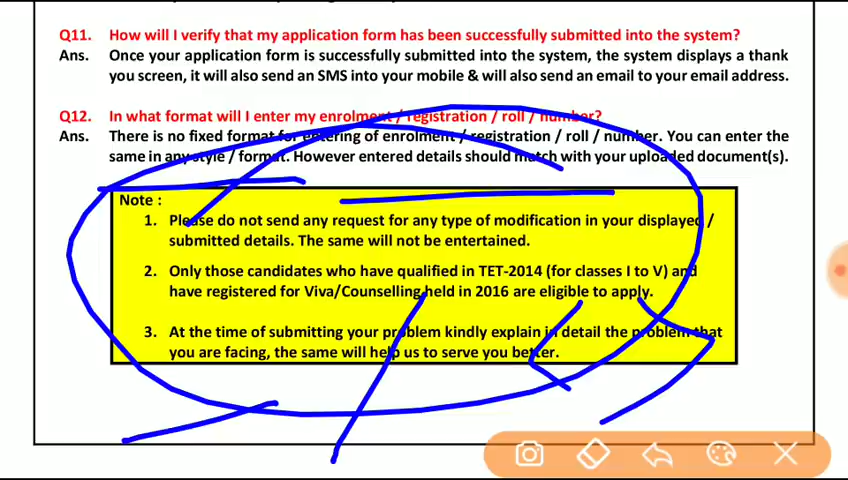 Q11. How will I verify that my application form has been successfully submitted into the system?
Ans. Once your application form is successfully submitted into the system, the system displays a thank
you screen, it will also send an SMS into your mobile & will also send an email to your email address.
Q12. In what format will I enter my enrolment / registration / roll / number?
Ans. There is no fixed format for entering of enrolment / registration / roll / number. You can enter the
same in any style / format. However entered details should match with your uploaded document(s).
Note :
1. Please do not send any request for any type of modification in your displayed /
submitted details. The same will not be entertained.
2. Only those candidates who have qualified in TET-2014 (for classes I to V) and
have registered for Viva/Counselling held in 2016 are eligible to apply.
3. At the time of submitting your problem kindly explain in detail the problem that
you are facing, the same will help us to serve you better.